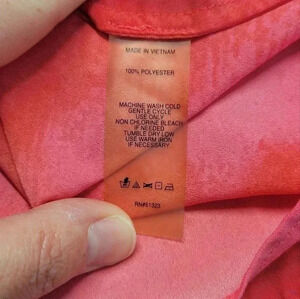 MADE IN VIETNAM
100% POLYESTER
MACHINE WASH COLD
GENTLE CYCLE
USE ONLY
NON CHLORINE BLEACH
IF NEEDED
TUMBLE DRY LOW
USE WARM IRON
IF NECESSARY.
RN#61323